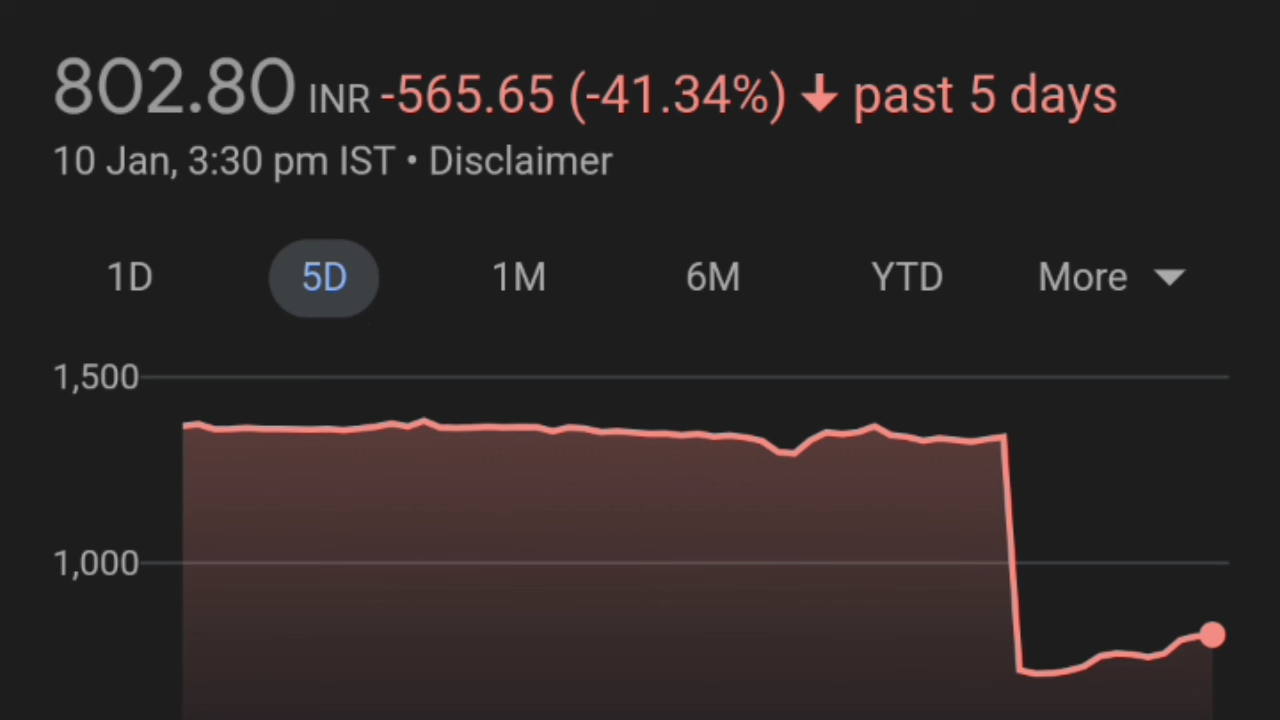 802.80 INR -565.65 (-41.34%) ↓ past 5 days
10 Jan, 3:30 pm IST • Disclaimer
1D 5D 1M 6M YTD More
1,500
1,000